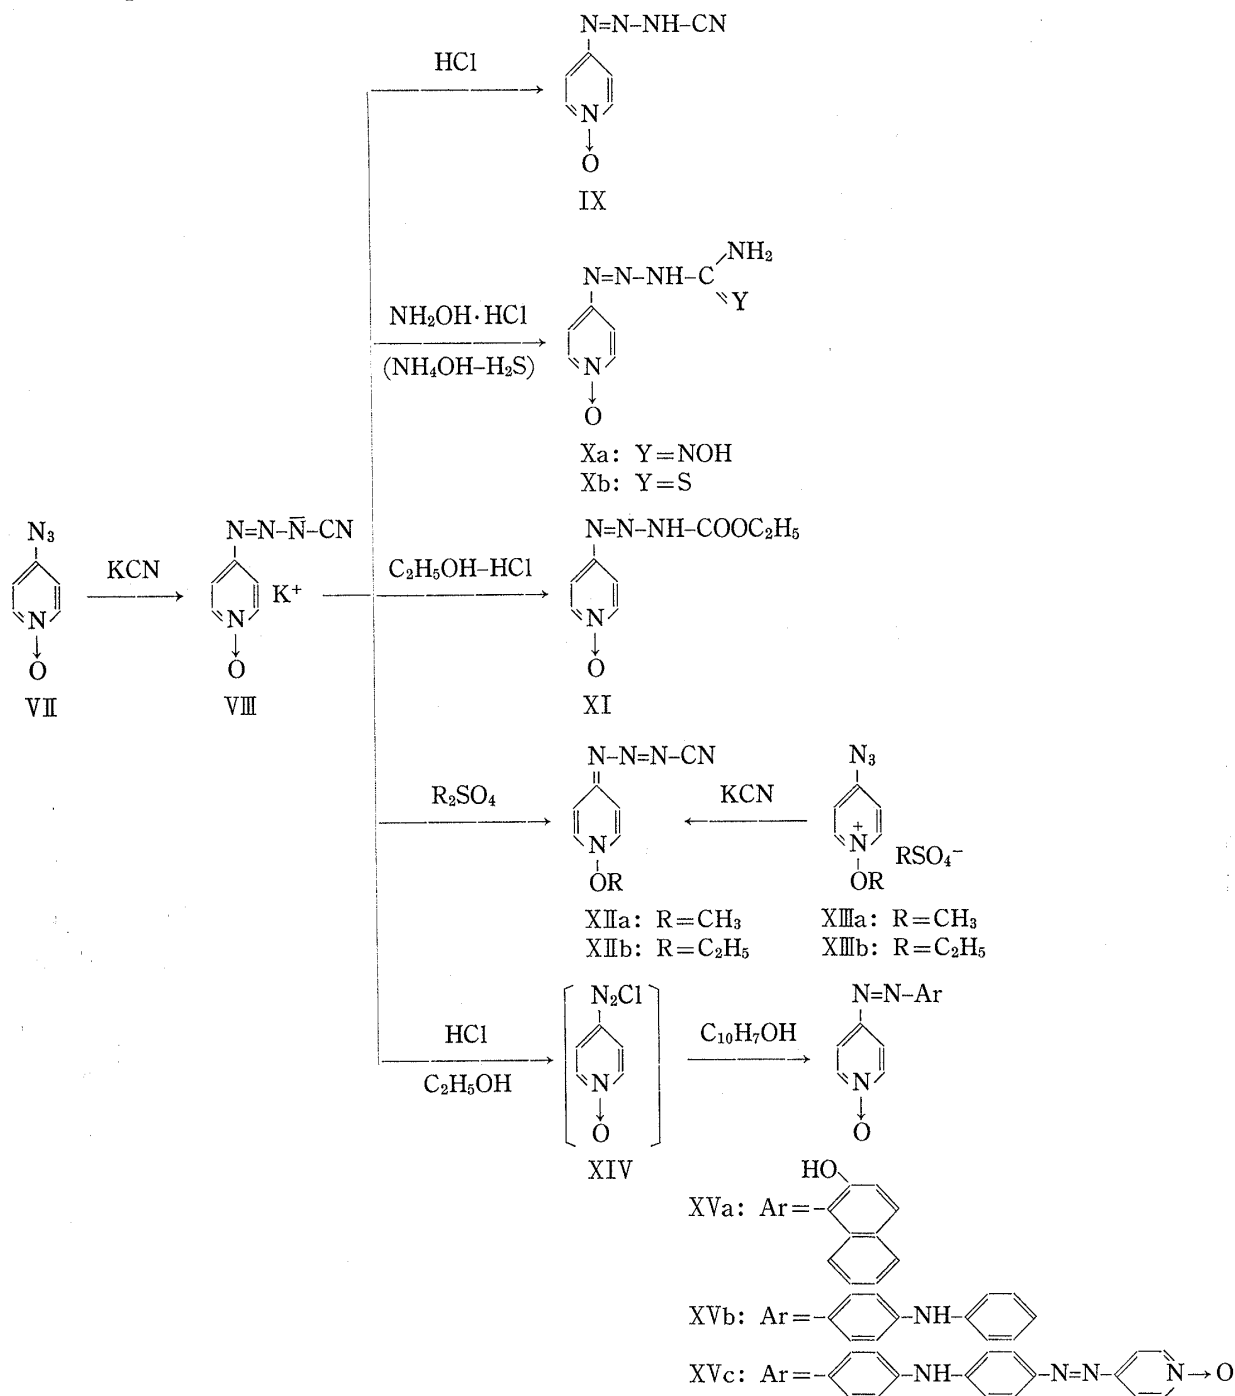 N=N–NH–CN
HCl
N
↓
O
IX
N=N–NH–C
NH₂
Y
NH₂OH·HCl
(NH₄OH–H₂S)
N
↓
O
Xa: Y=NOH
Xb: Y=S
N₃
KCN
N
↓
O
VII
N=N–N̄–CN
K⁺
N
↓
O
VIII
N=N–NH–COOC₂H₅
C₂H₅OH–HCl
N
↓
O
XI
N–N=N–CN
R₂SO₄
N
OR
XIIa: R=CH₃
XIIb: R=C₂H₅
KCN
N₃
+
N
OR
RSO₄⁻
XIIIa: R=CH₃
XIIIb: R=C₂H₅
HCl
C₂H₅OH
N₂Cl
N
↓
O
XIV
C₁₀H₇OH
N=N–Ar
N
↓
O
HO
XVa: Ar=–
XVb: Ar=– –NH–
XVc: Ar=– –NH– –N=N– N→O